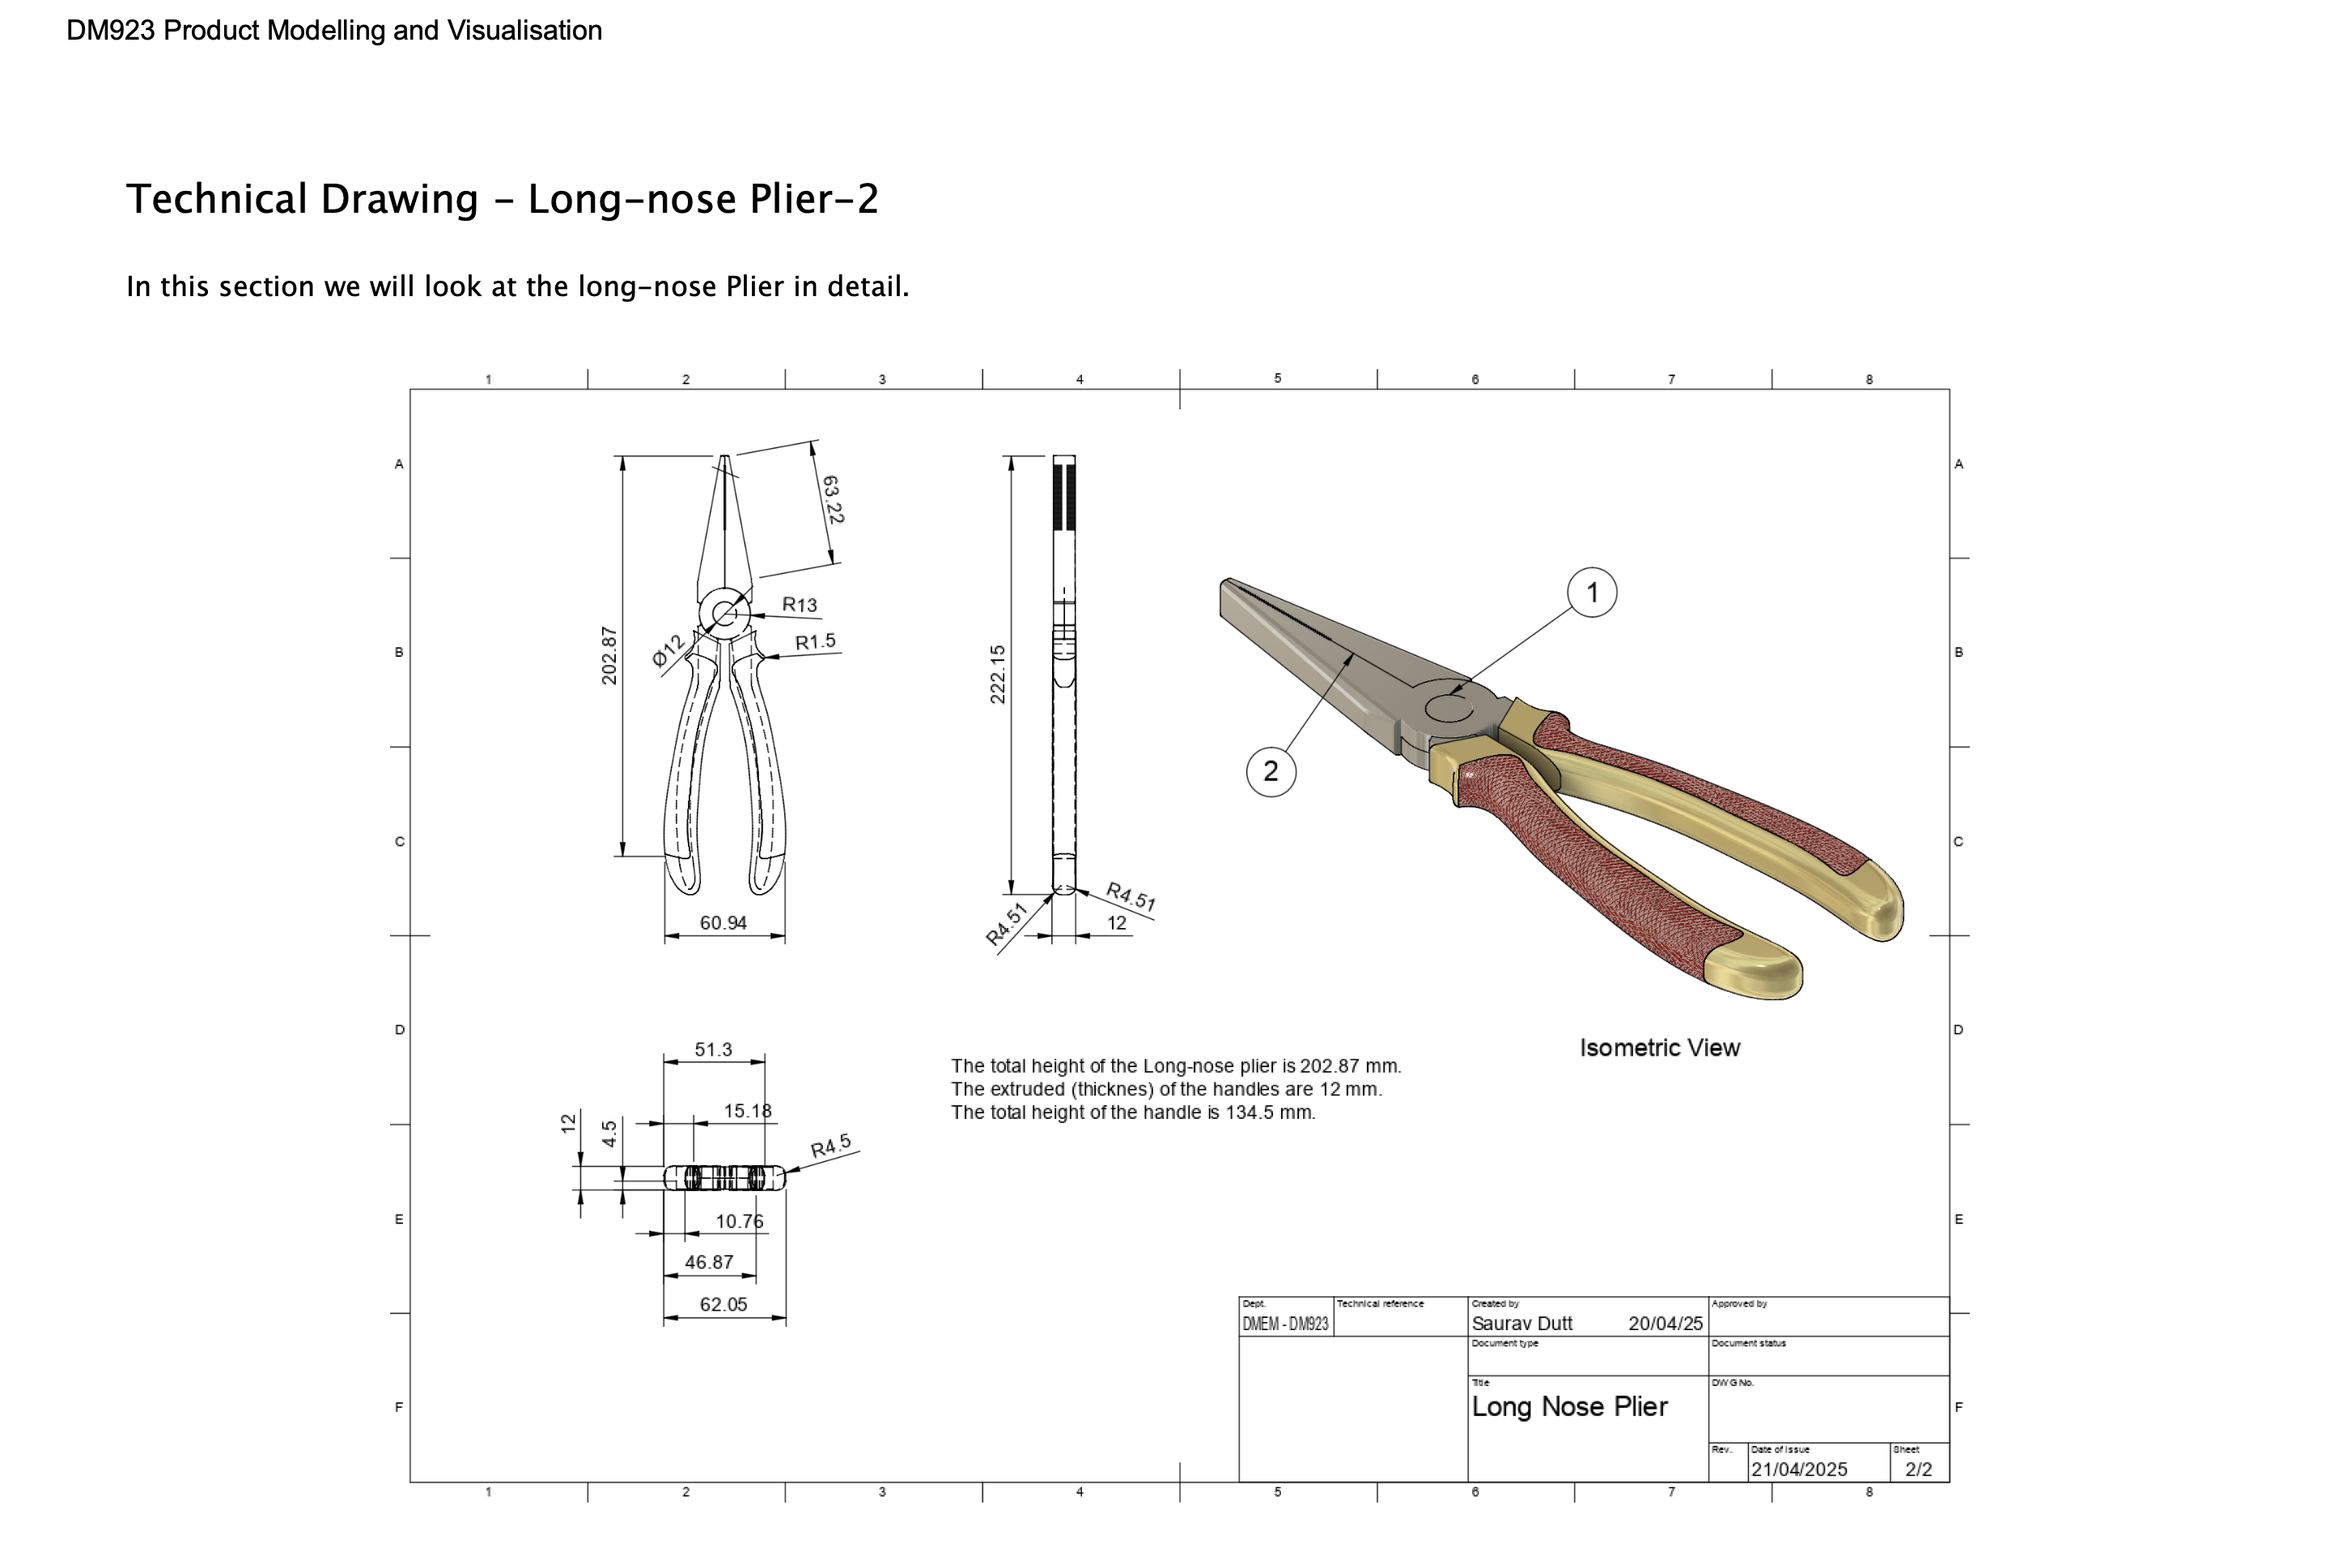 DM923 Product Modelling and Visualisation
Technical Drawing – Long-nose Plier-2
In this section we will look at the long-nose Plier in detail.
1 2 3 4 5 6 7 8
A A
B B
C C
D D
E E
F F
63.22
R13
R1.5
Ø12
202.87
60.94
222.15
R4.51
R4.51
12
1
2
Isometric View
51.3
15.18
12
4.5
R4.5
10.76
46.87
62.05
The total height of the Long-nose plier is 202.87 mm.
The extruded (thicknes) of the handles are 12 mm.
The total height of the handle is 134.5 mm.
Dept. Technical reference Created by Approved by
DMEM - DM923 Saurav Dutt 20/04/25
Document type Document status
Title DWG No.
Long Nose Plier
Rev. Date of issue Sheet
21/04/2025 2/2
1 2 3 4 5 6 7 8